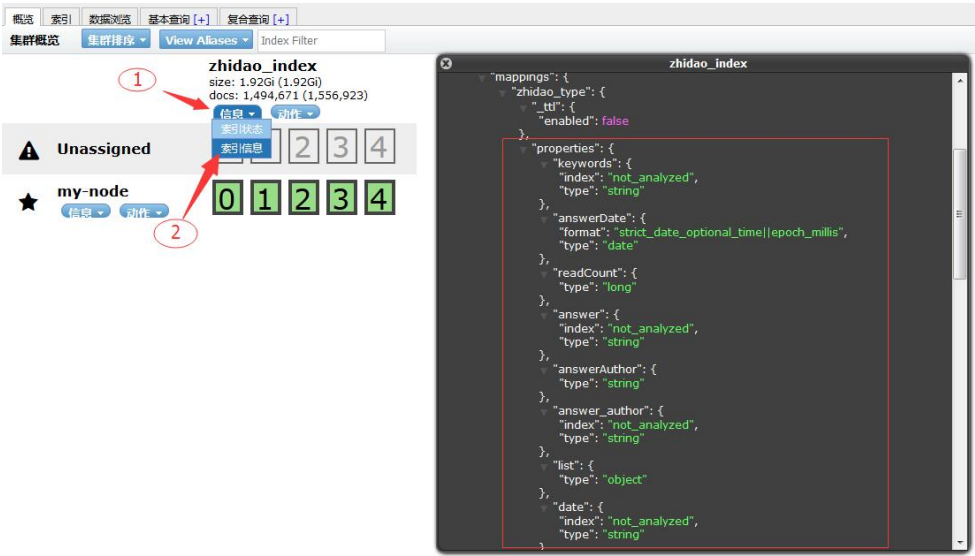 概览 索引 数据浏览 基本查询 [+] 复合查询 [+]
集群概览 集群排序 View Aliases Index Filter
zhidao_index
size: 1.92Gi (1.92Gi)
docs: 1,494,671 (1,556,923)
信息 动作
索引状态
索引信息
1
2
Unassigned
2 3 4
my-node
信息 动作
0 1 2 3 4
zhidao_index
"mappings": {
"zhidao_type": {
"_ttl": {
"enabled": false
},
"properties": {
"keywords": {
"index": "not_analyzed",
"type": "string"
},
"answerDate": {
"format": "strict_date_optional_time||epoch_millis",
"type": "date"
},
"readCount": {
"type": "long"
},
"answer": {
"index": "not_analyzed",
"type": "string"
},
"answerAuthor": {
"type": "string"
},
"answer_author": {
"index": "not_analyzed",
"type": "string"
},
"list": {
"type": "object"
},
"date": {
"index": "not_analyzed",
"type": "string"
}